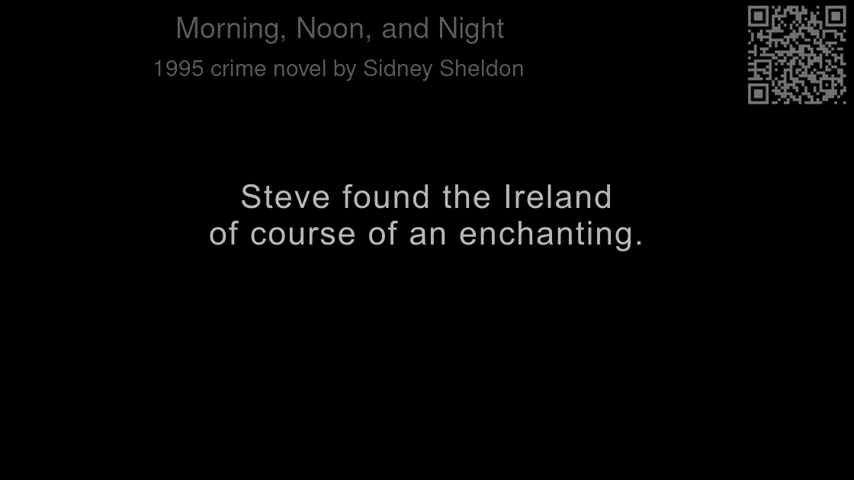 Morning, Noon, and Night
1995 crime novel by Sidney Sheldon
Steve found the Ireland
of course of an enchanting.